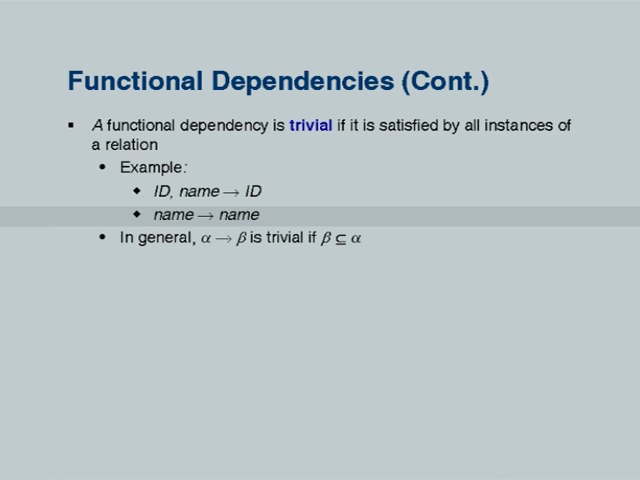 Functional Dependencies (Cont.)
▪ A functional dependency is trivial if it is satisfied by all instances of
a relation
• Example:
◆ ID, name → ID
◆ name → name
• In general, α → β is trivial if β ⊆ α